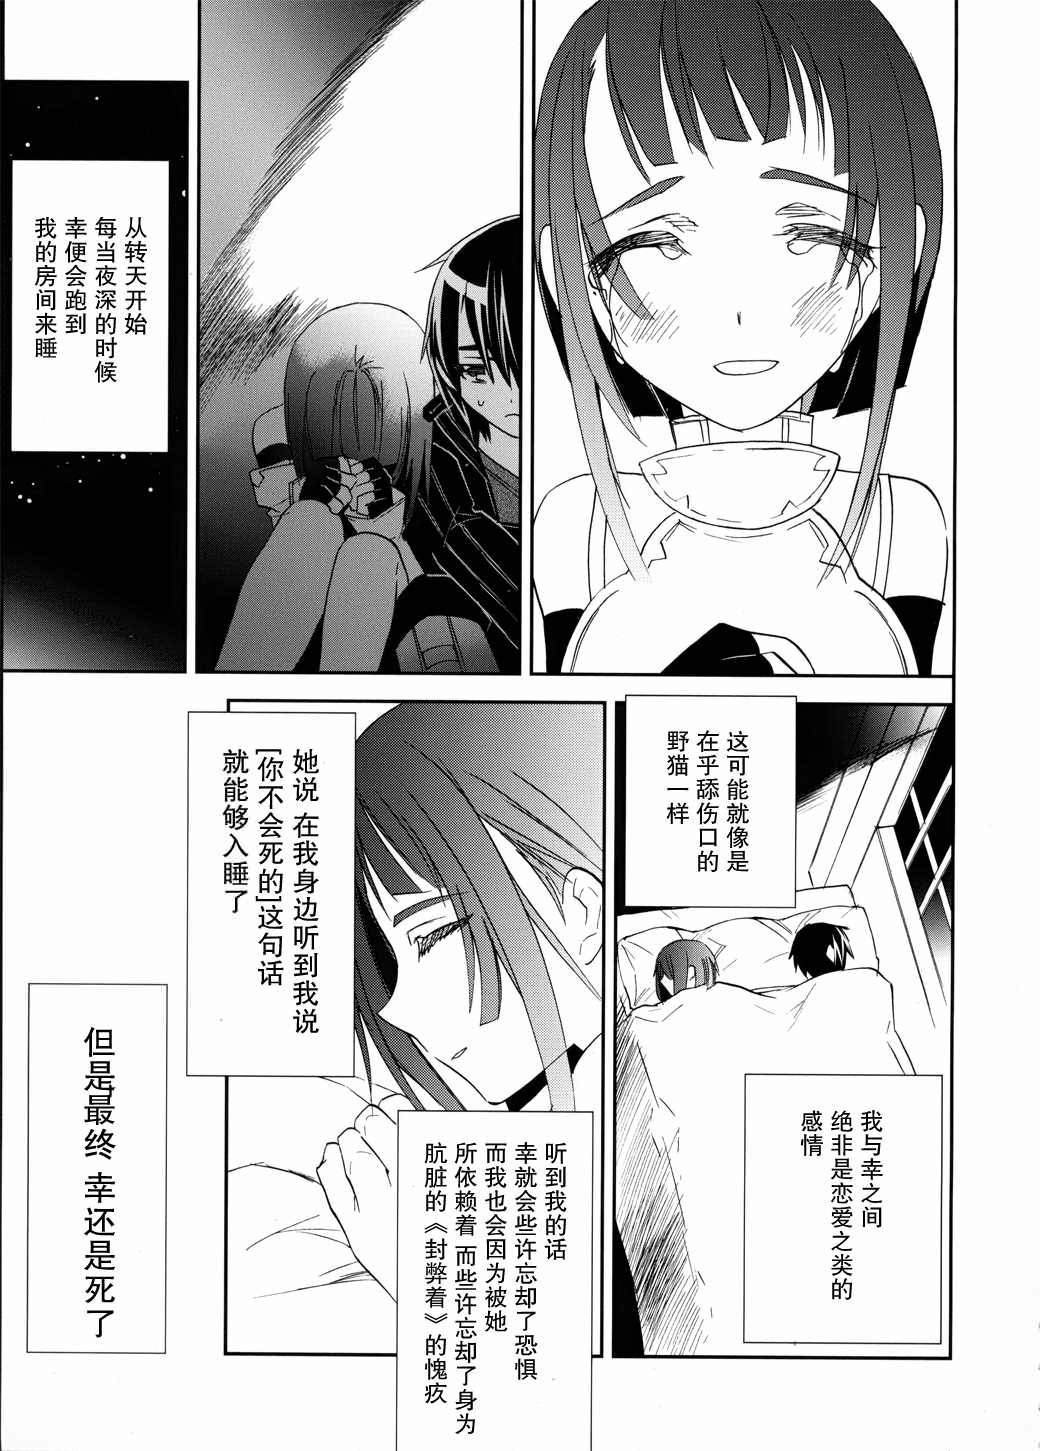 从转天开始
每当夜深的时候
幸便会跑到
我的房间来睡
这可能就像是
在乎舔伤口的
野猫一样
我与幸之间
绝非是恋爱之类的
感情
她说 在我身边听到我说
[你不会死的]这句话
就能够入睡了
听到我的话
幸就会些许忘却了恐惧
而我也会因为被她
所依赖着 而些许忘却了身为
肮脏的《封弊着》的愧疚
但是最终 幸还是死了